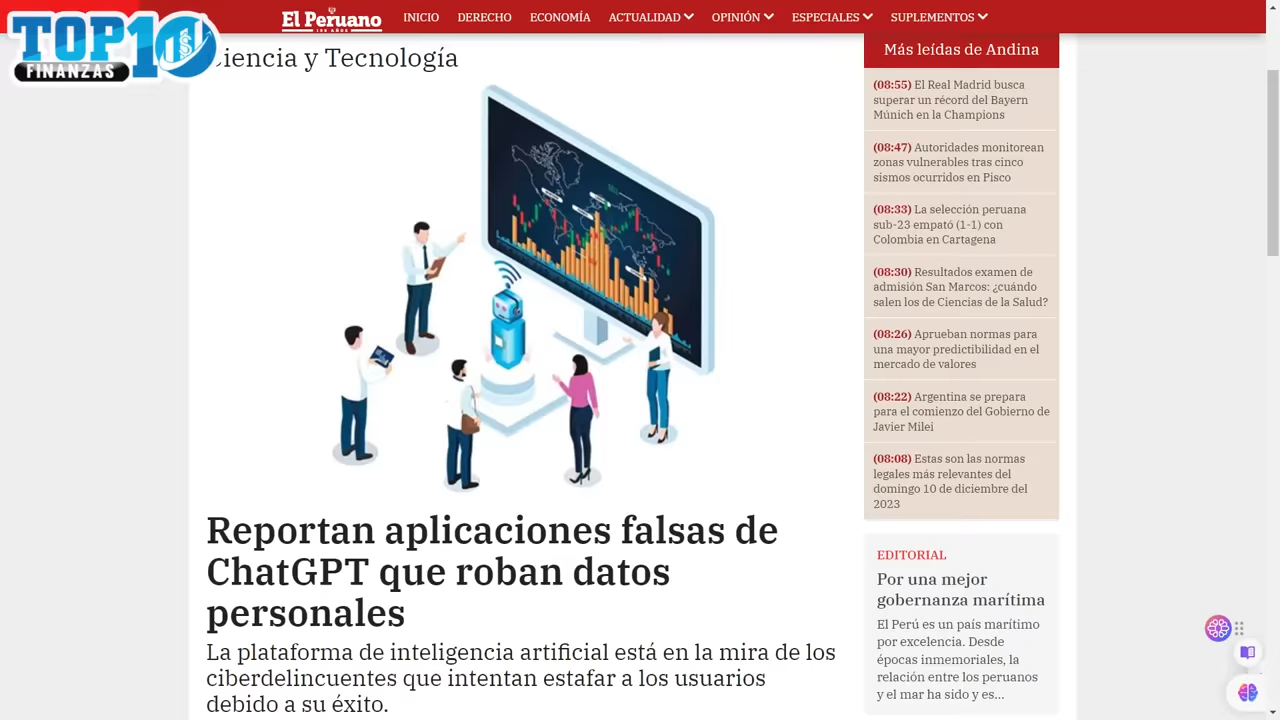 TOP10
FINANZAS
El Peruano
INICIO
DERECHO
ECONOMÍA
ACTUALIDAD
OPINIÓN
ESPECIALES
SUPLEMENTOS
Ciencia y Tecnología
Reportan aplicaciones falsas de
ChatGPT que roban datos
personales
La plataforma de inteligencia artificial está en la mira de los
ciberdelincuentes que intentan estafar a los usuarios
debido a su éxito.
Más leídas de Andina
(08:55) El Real Madrid busca
superar un récord del Bayern
Múnich en la Champions
(08:47) Autoridades monitorean
zonas vulnerables tras cinco
sismos ocurridos en Pisco
(08:33) La selección peruana
sub-23 empató (1-1) con
Colombia en Cartagena
(08:30) Resultados examen de
admisión San Marcos: ¿cuándo
salen los de Ciencias de la Salud?
(08:26) Aprueban normas para
una mayor predictibilidad en el
mercado de valores
(08:22) Argentina se prepara
para el comienzo del Gobierno de
Javier Milei
(08:08) Estas son las normas
legales más relevantes del
domingo 10 de diciembre del
2023
EDITORIAL
Por una mejor
gobernanza marítima
El Perú es un país marítimo
por excelencia. Desde
épocas inmemoriales, la
relación entre los peruanos
y el mar ha sido y es...